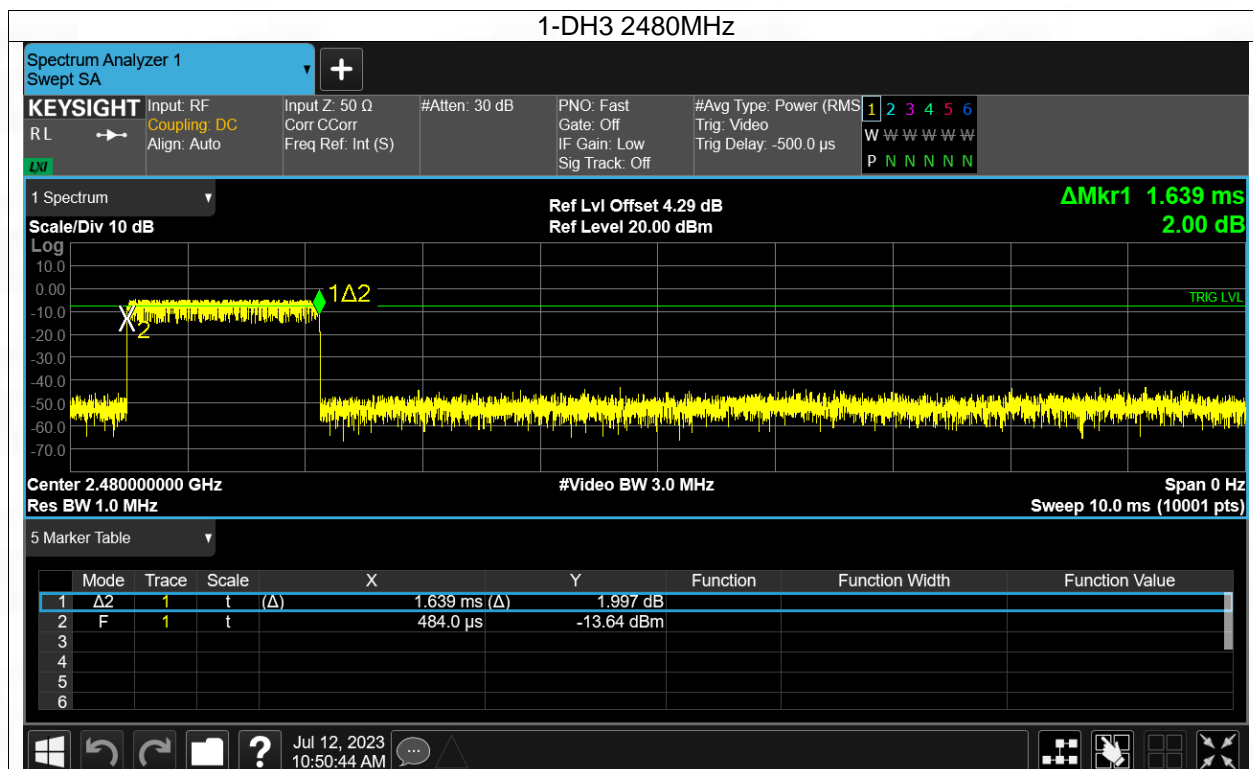 1-DH3 2480MHz
Spectrum Analyzer 1
Swept SA
+
KEYSIGHT
RL
LXI
Input: RF
Coupling: DC
Align: Auto
Input Z: 50 Ω
Corr CCorr
Freq Ref: Int (S)
#Atten: 30 dB
PNO: Fast
Gate: Off
IF Gain: Low
Sig Track: Off
#Avg Type: Power (RMS
Trig: Video
Trig Delay: -500.0 µs
1 2 3 4 5 6
W W W W W W
P N N N N N
1 Spectrum
Scale/Div 10 dB
Ref Lvl Offset 4.29 dB
Ref Level 20.00 dBm
ΔMkr1 1.639 ms
2.00 dB
Log
10.0
0.00
-10.0
-20.0
-30.0
-40.0
-50.0
-60.0
-70.0
1Δ2
2
TRIG LVL
Center 2.480000000 GHz
#Video BW 3.0 MHz
Span 0 Hz
Res BW 1.0 MHz
Sweep 10.0 ms (10001 pts)
5 Marker Table
Mode Trace Scale X Y Function Function Width Function Value
1 Δ2 1 t (Δ) 1.639 ms (Δ) 1.997 dB
2 F 1 t 484.0 µs -13.64 dBm
3
4
5
6
?
Jul 12, 2023
10:50:44 AM